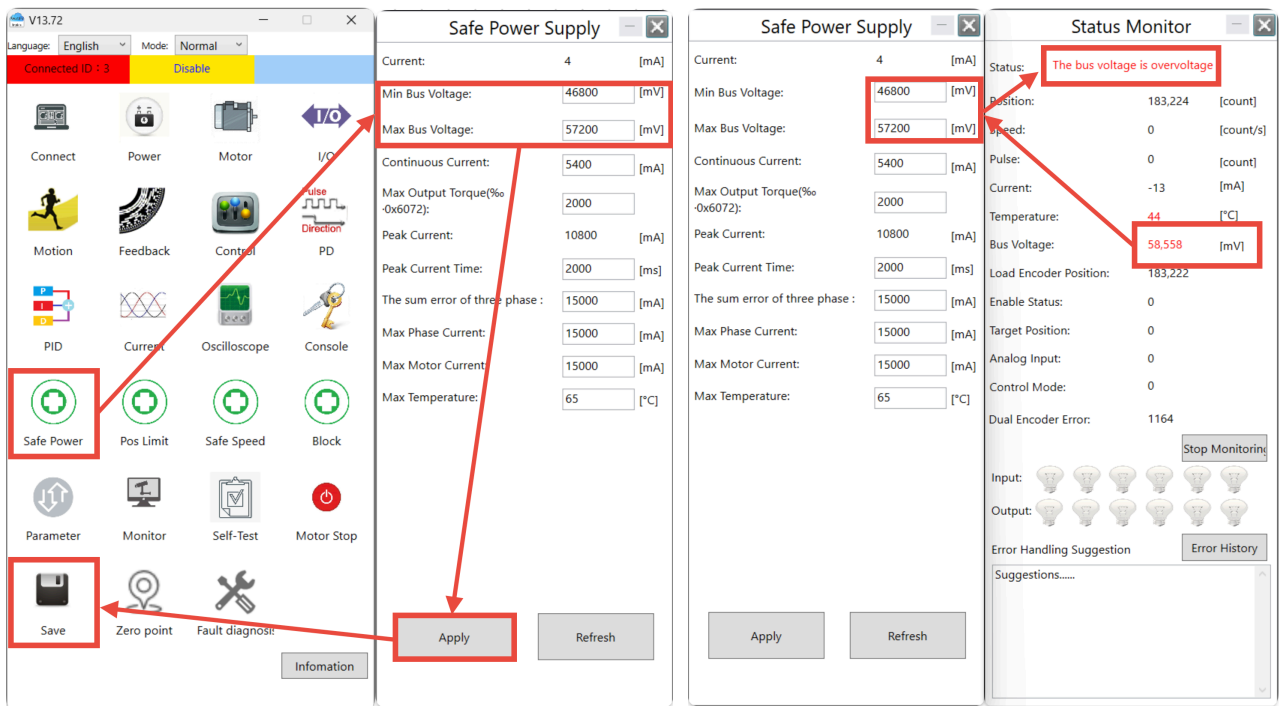 V13.72
Language: English Mode: Normal
Connected ID : 3 Disable
Connect Power Motor I/O
I/O
Pulse
Direction
Motion Feedback Control PD
P
I
D
PID Current Oscilloscope Console
Safe Power Pos Limit Safe Speed Block
Parameter Monitor Self-Test Motor Stop
Save Zero point Fault diagnosis
Infomation
Safe Power Supply
Current: 4 [mA]
Min Bus Voltage: 46800 [mV]
Max Bus Voltage: 57200 [mV]
Continuous Current: 5400 [mA]
Max Output Torque(‰
·0x6072): 2000
Peak Current: 10800 [mA]
Peak Current Time: 2000 [ms]
The sum error of three phase : 15000 [mA]
Max Phase Current: 15000 [mA]
Max Motor Current: 15000 [mA]
Max Temperature: 65 [°C]
Apply Refresh
Safe Power Supply
Current: 4 [mA]
Min Bus Voltage: 46800 [mV]
Max Bus Voltage: 57200 [mV]
Continuous Current: 5400 [mA]
Max Output Torque(‰
·0x6072): 2000
Peak Current: 10800 [mA]
Peak Current Time: 2000 [ms]
The sum error of three phase : 15000 [mA]
Max Phase Current: 15000 [mA]
Max Motor Current: 15000 [mA]
Max Temperature: 65 [°C]
Apply Refresh
Status Monitor
Status: The bus voltage is overvoltage
Position: 183,224 [count]
Speed: 0 [count/s]
Pulse: 0 [count]
Current: -13 [mA]
Temperature: 44 [°C]
Bus Voltage: 58,558 [mV]
Load Encoder Position: 183,222
Enable Status: 0
Target Position: 0
Analog Input: 0
Control Mode: 0
Dual Encoder Error: 1164
Stop Monitoring
Input:
Output:
Error Handling Suggestion Error History
Suggestions......